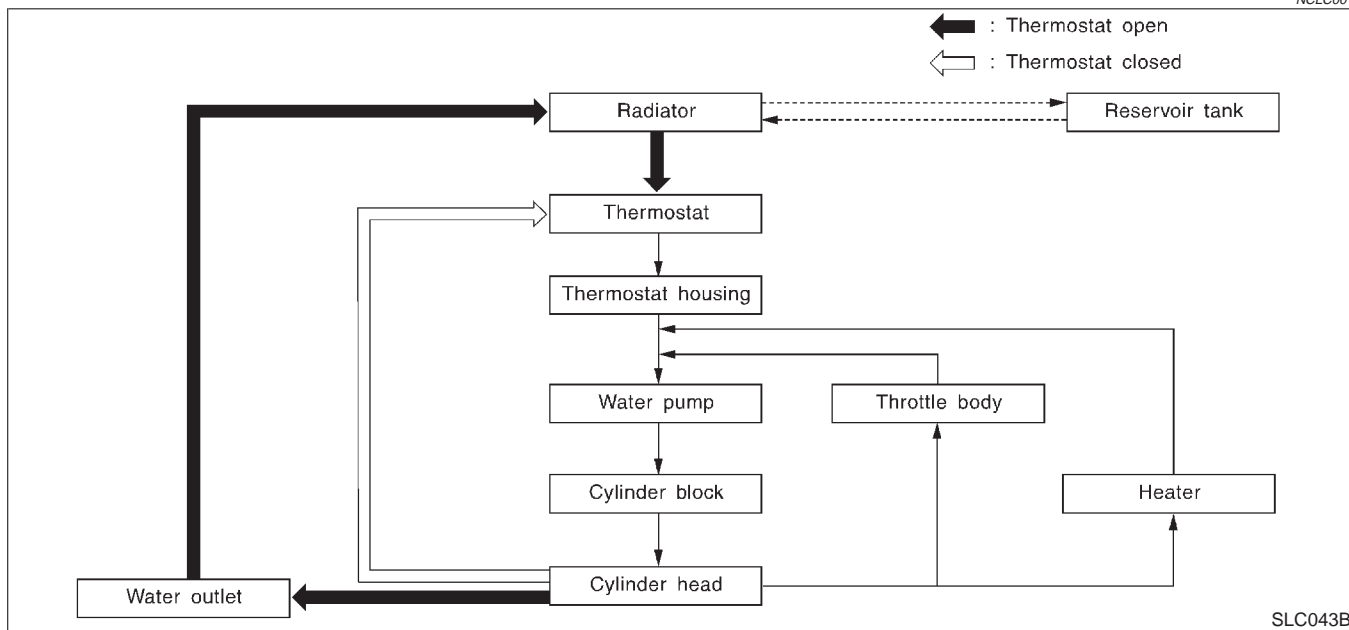 : Thermostat open
: Thermostat closed
Radiator
Reservoir tank
Thermostat
Thermostat housing
Water pump
Throttle body
Cylinder block
Heater
Cylinder head
Water outlet
SLC043B